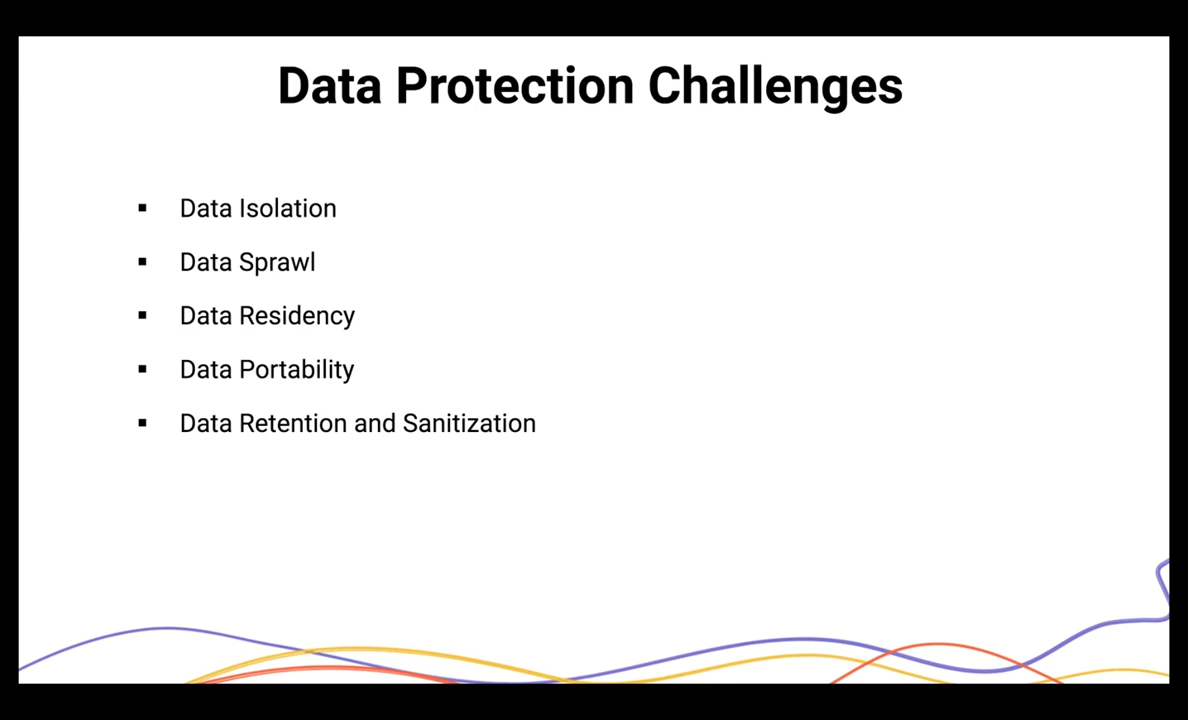 Data Protection Challenges
▪ Data Isolation
▪ Data Sprawl
▪ Data Residency
▪ Data Portability
▪ Data Retention and Sanitization